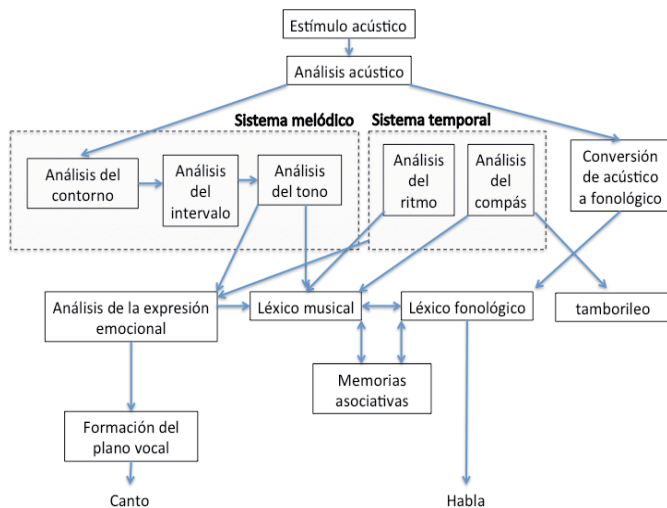 Estímulo acústico
Análisis acústico
Sistema melódico
Sistema temporal
Análisis del
contorno
Análisis
del
intervalo
Análisis
del tono
Análisis
del
ritmo
Análisis
del
compás
Conversión
de acústico
a fonológico
Análisis de la expresión
emocional
Léxico musical
Léxico fonológico
tamborileo
Memorias
asociativas
Formación del
plano vocal
Canto
Habla